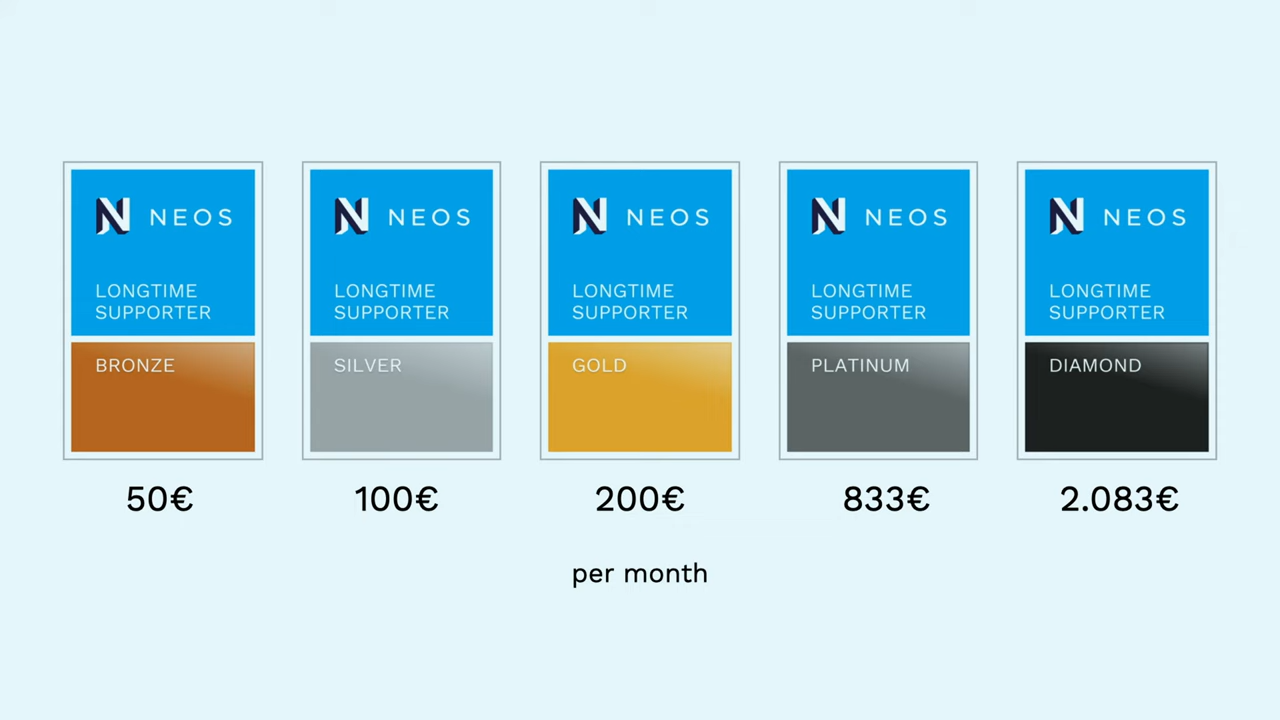 NEOS
LONGTIME
SUPPORTER
BRONZE
50€
NEOS
LONGTIME
SUPPORTER
SILVER
100€
NEOS
LONGTIME
SUPPORTER
GOLD
200€
NEOS
LONGTIME
SUPPORTER
PLATINUM
833€
NEOS
LONGTIME
SUPPORTER
DIAMOND
2.083€
per month